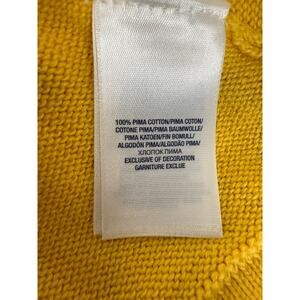 100% PIMA COTTON/PIMA COTON/
COTONE PIMA/PIMA BAUMWOLLE/
PIMA KATOEN/FIN BOMULL/
ALGODÓN PIMA/ALGODÃO PIMA/
ХЛОПОК ПИМА
EXCLUSIVE OF DECORATION
GARNITURE EXCLUE